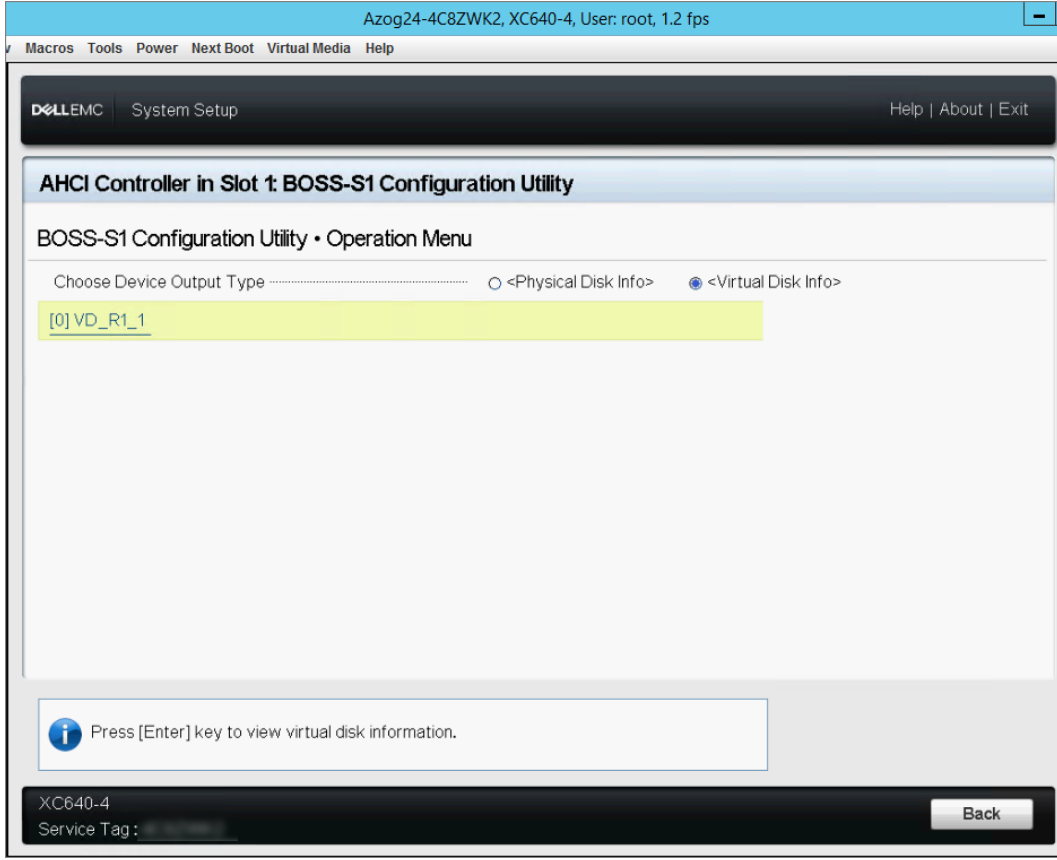 Azog24-4C8ZWK2, XC640-4, User: root, 1.2 fps
Macros Tools Power Next Boot Virtual Media Help
DELLEMC System Setup Help | About | Exit
AHCI Controller in Slot 1: BOSS-S1 Configuration Utility
BOSS-S1 Configuration Utility • Operation Menu
Choose Device Output Type <Physical Disk Info> <Virtual Disk Info>
[0] VD_R1_1
Press [Enter] key to view virtual disk information.
XC640-4
Service Tag :
Back